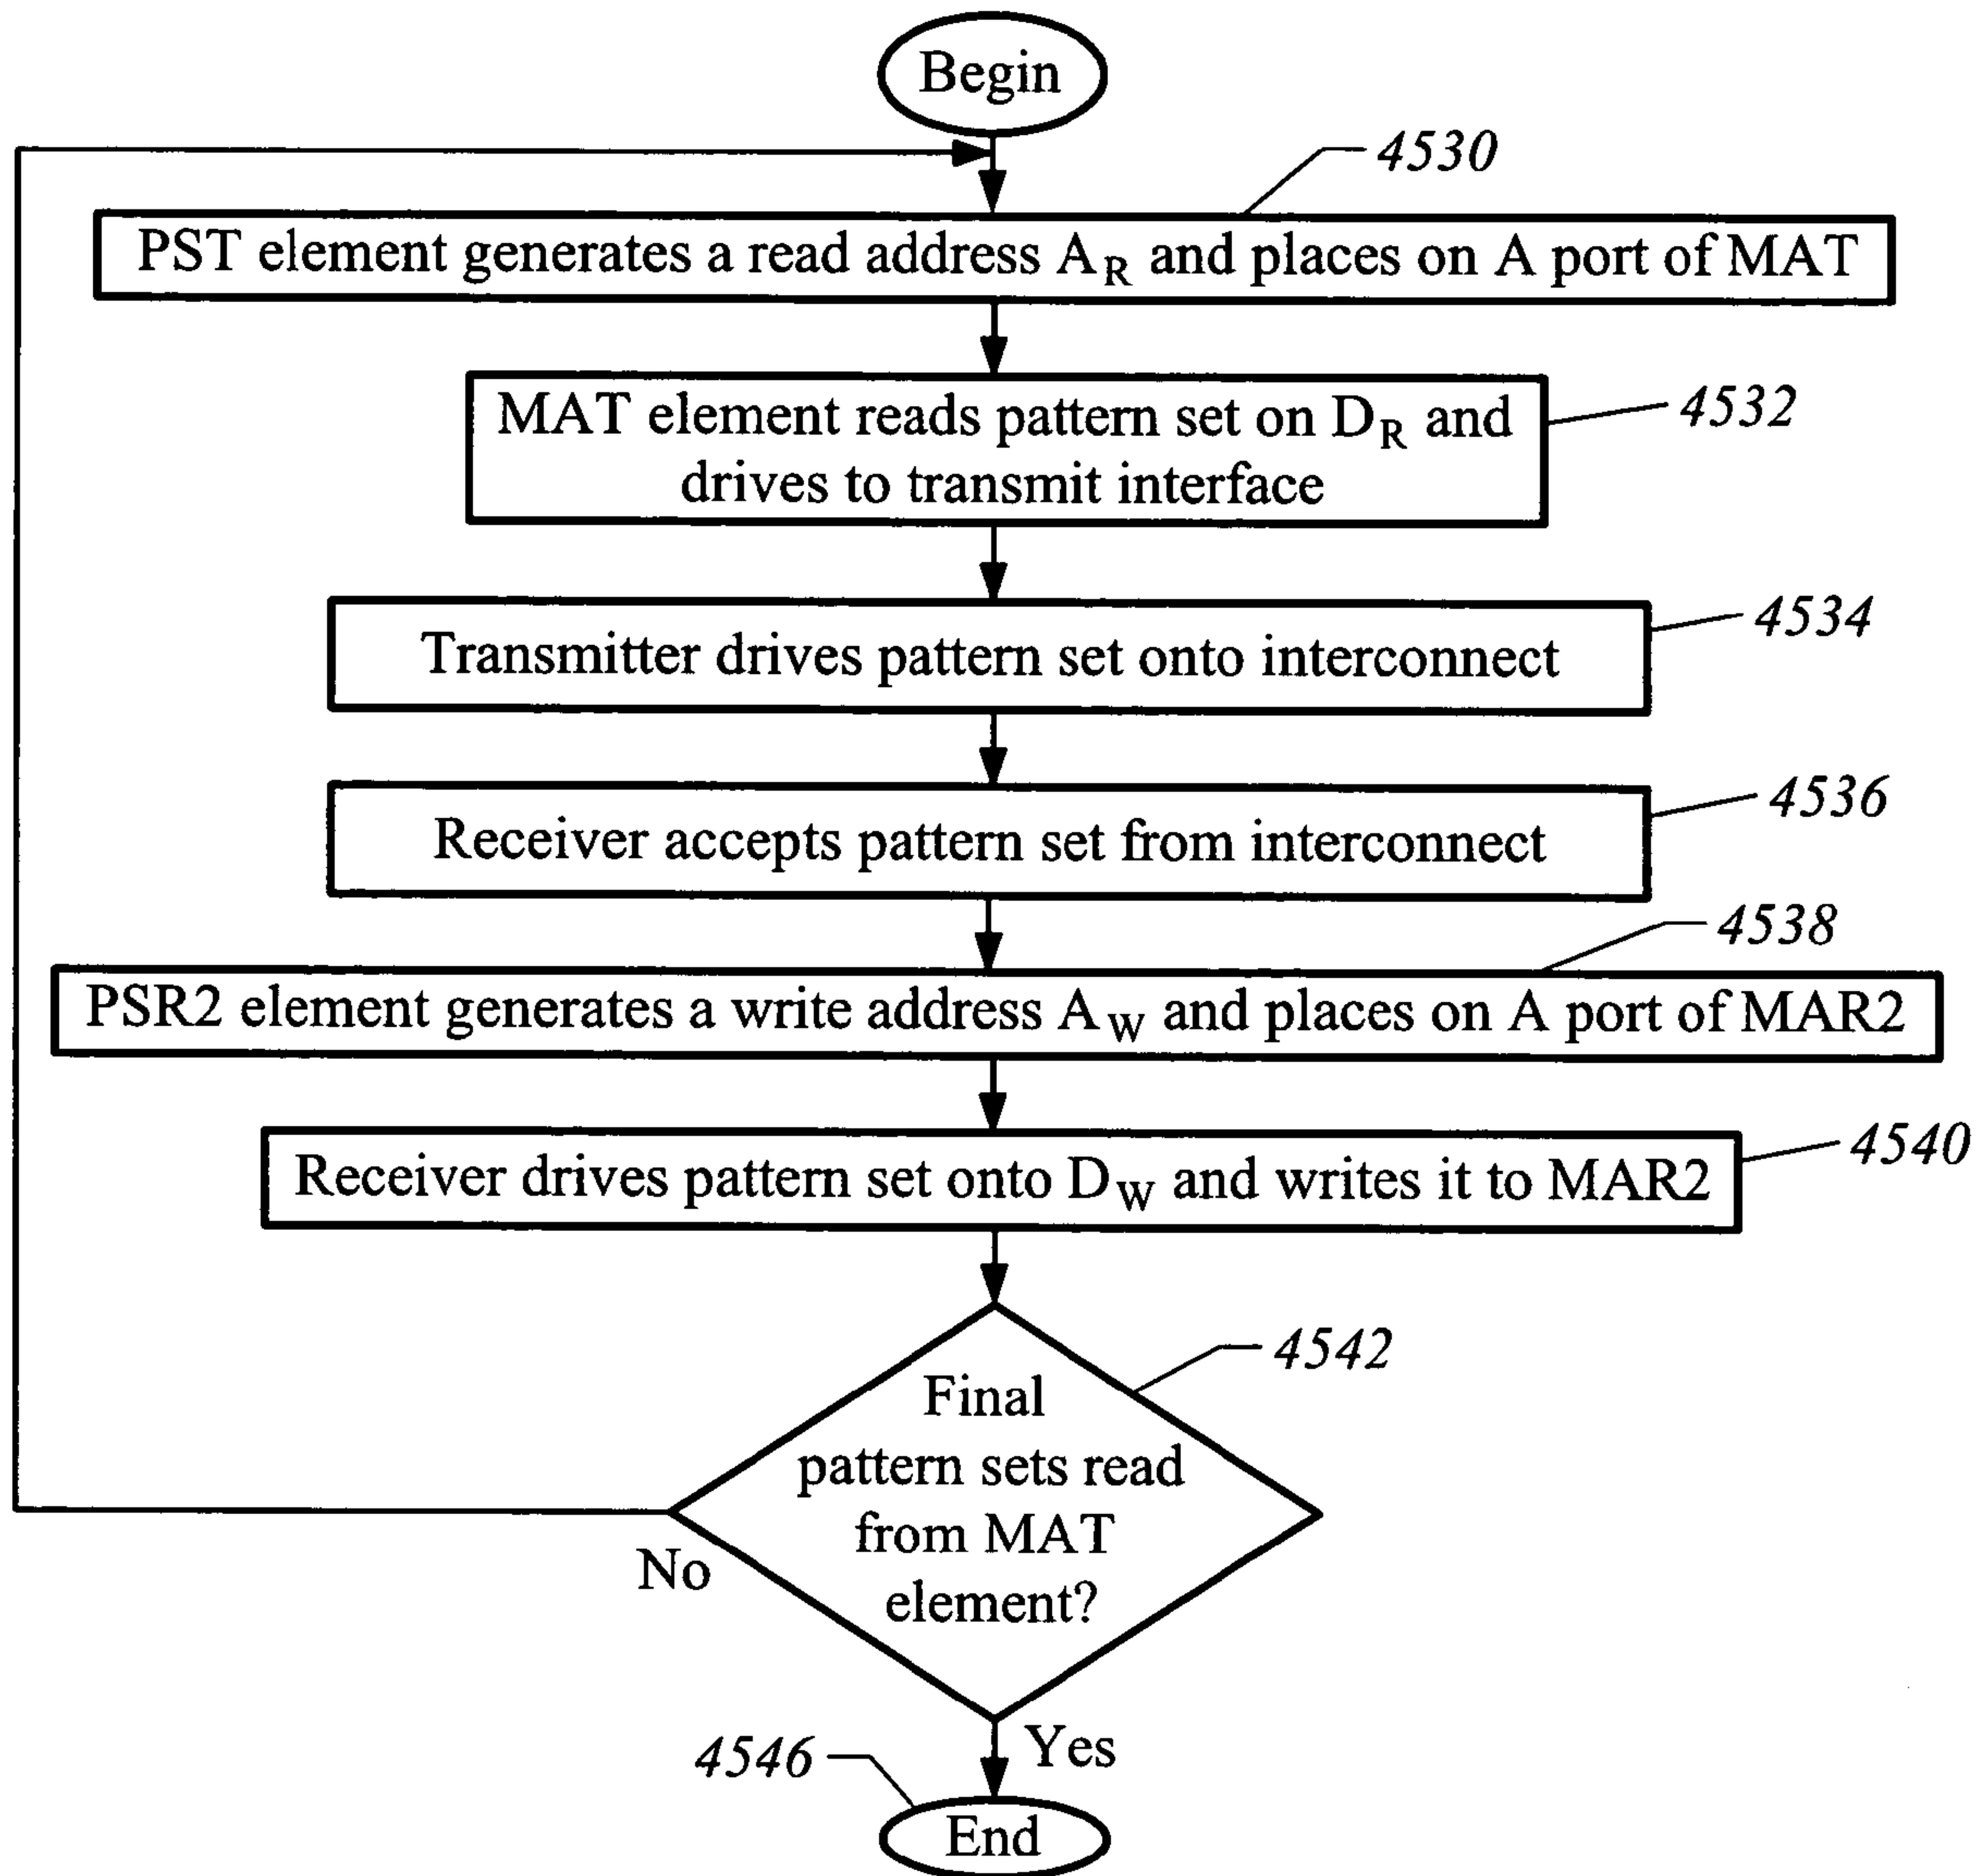 Begin
4530
PST element generates a read address A_R and places on A port of MAT
MAT element reads pattern set on D_R and
drives to transmit interface
4532
Transmitter drives pattern set onto interconnect
4534
Receiver accepts pattern set from interconnect
4536
4538
PSR2 element generates a write address A_W and places on A port of MAR2
Receiver drives pattern set onto D_W and writes it to MAR2
4540
4542
Final
pattern sets read
from MAT
element?
No
Yes
4546
End